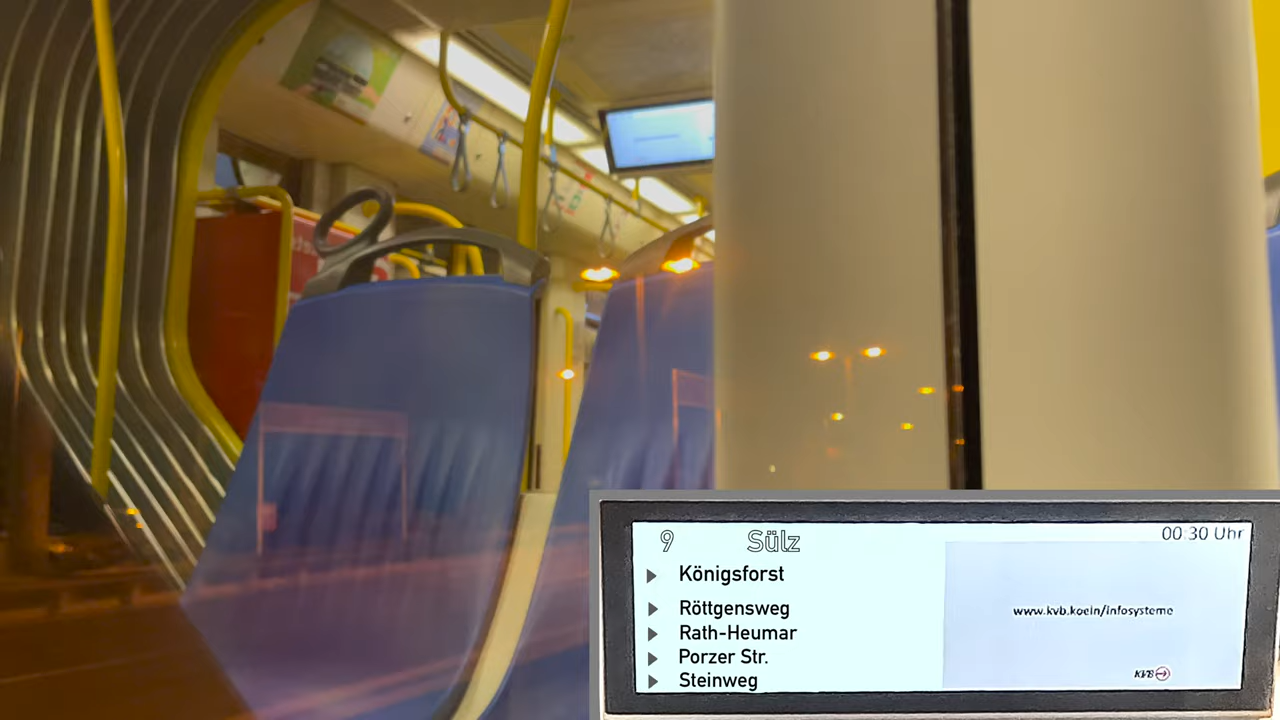 9 Sülz
00:30 Uhr
Königsforst
Röttgensweg
Rath-Heumar
Porzer Str.
Steinweg
www.kvb.koeln/infosysteme
KVB